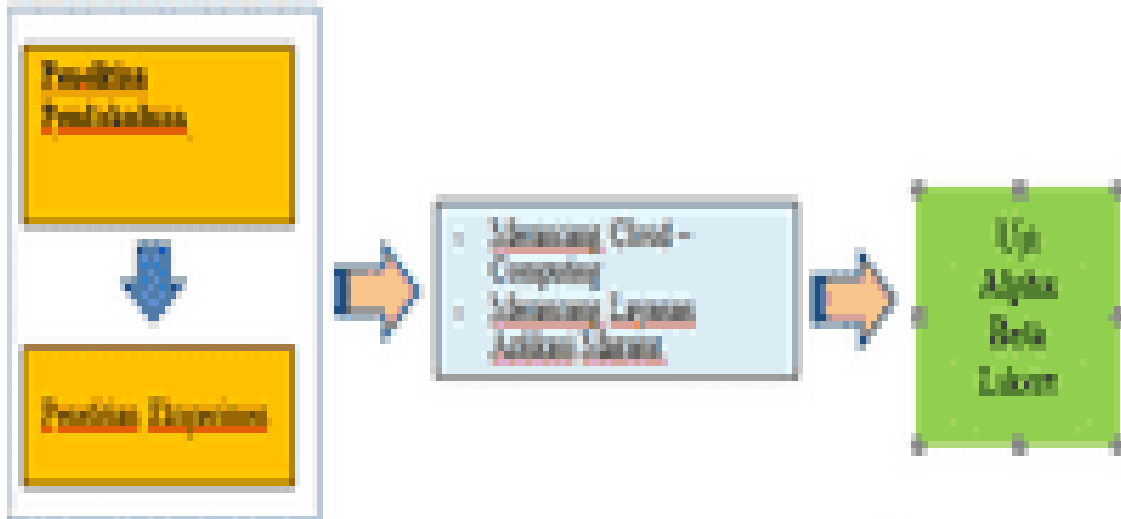 Penelitian
Pendahuluan
Penelitian Eksperimen
Merancang Cloud -
Computing
Merancang Layanan
Aplikasi
Uji
Alpha
Beta
Likert